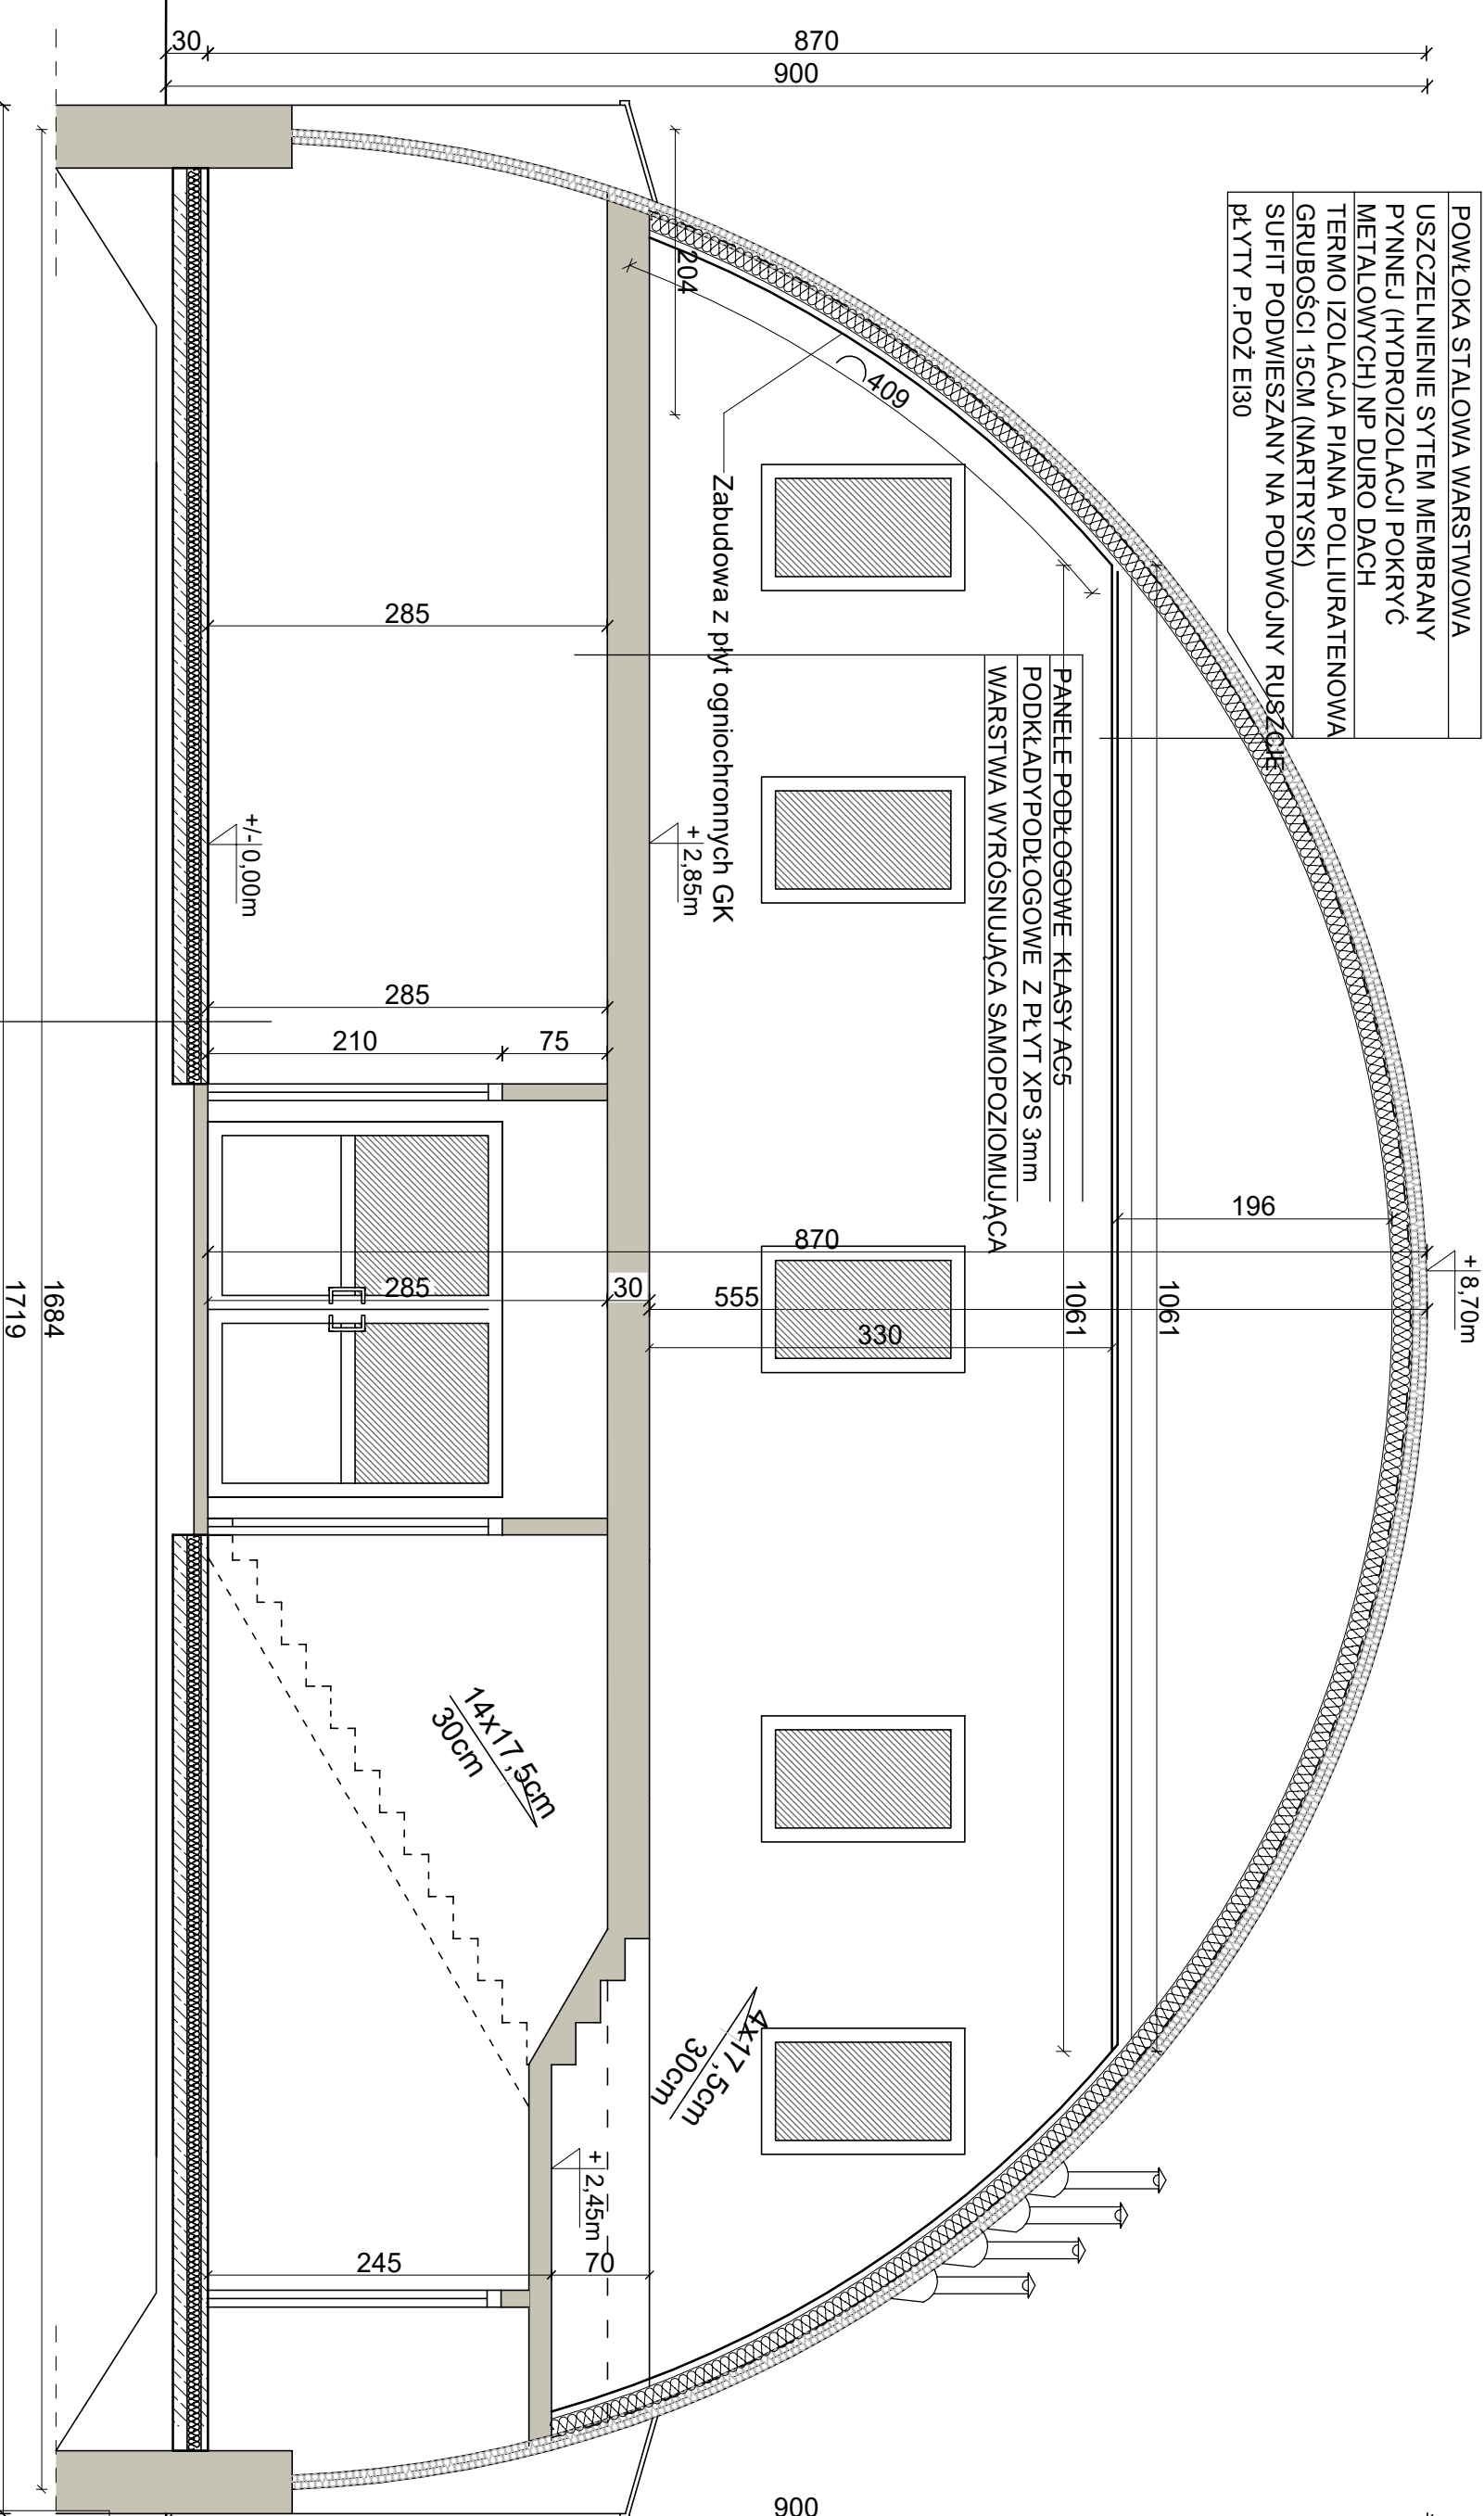 POWŁOKA STALOWA WARSTWOWA
USZCZELNIENIE SYTEM MEMBRANY
PYNNEJ (HYDROIZOLACJI POKRYĆ
METALOWYCH) NP DURO DACH
TERMO IZOLACJA PIANA POLLIURATENOWA
GRUBOŚCI 15CM (NARTRYSK)
SUFIT PODWIESZANY NA PODWÓJNY RUSZCIE
pŁYTY P.POŻ EI30
+ 8,70m
870
900
30
196
1061
1061
PANELE PODŁOGOWE KLASY AC5
PODKŁADYPODŁOGOWE Z PŁYT XPS 3mm
WARSTWA WYRÓSNUJĄCA SAMOPOZIOMUJĄCA
409
204
Zabudowa z płyt ogniochronnych GK
870
555
330
30
285
+ 2,85m
285
285
210
75
+/- 0,00m
14x17,5cm
30cm
4x17,5cm
30cm
+ 2,45m
245
70
1684
1719
900